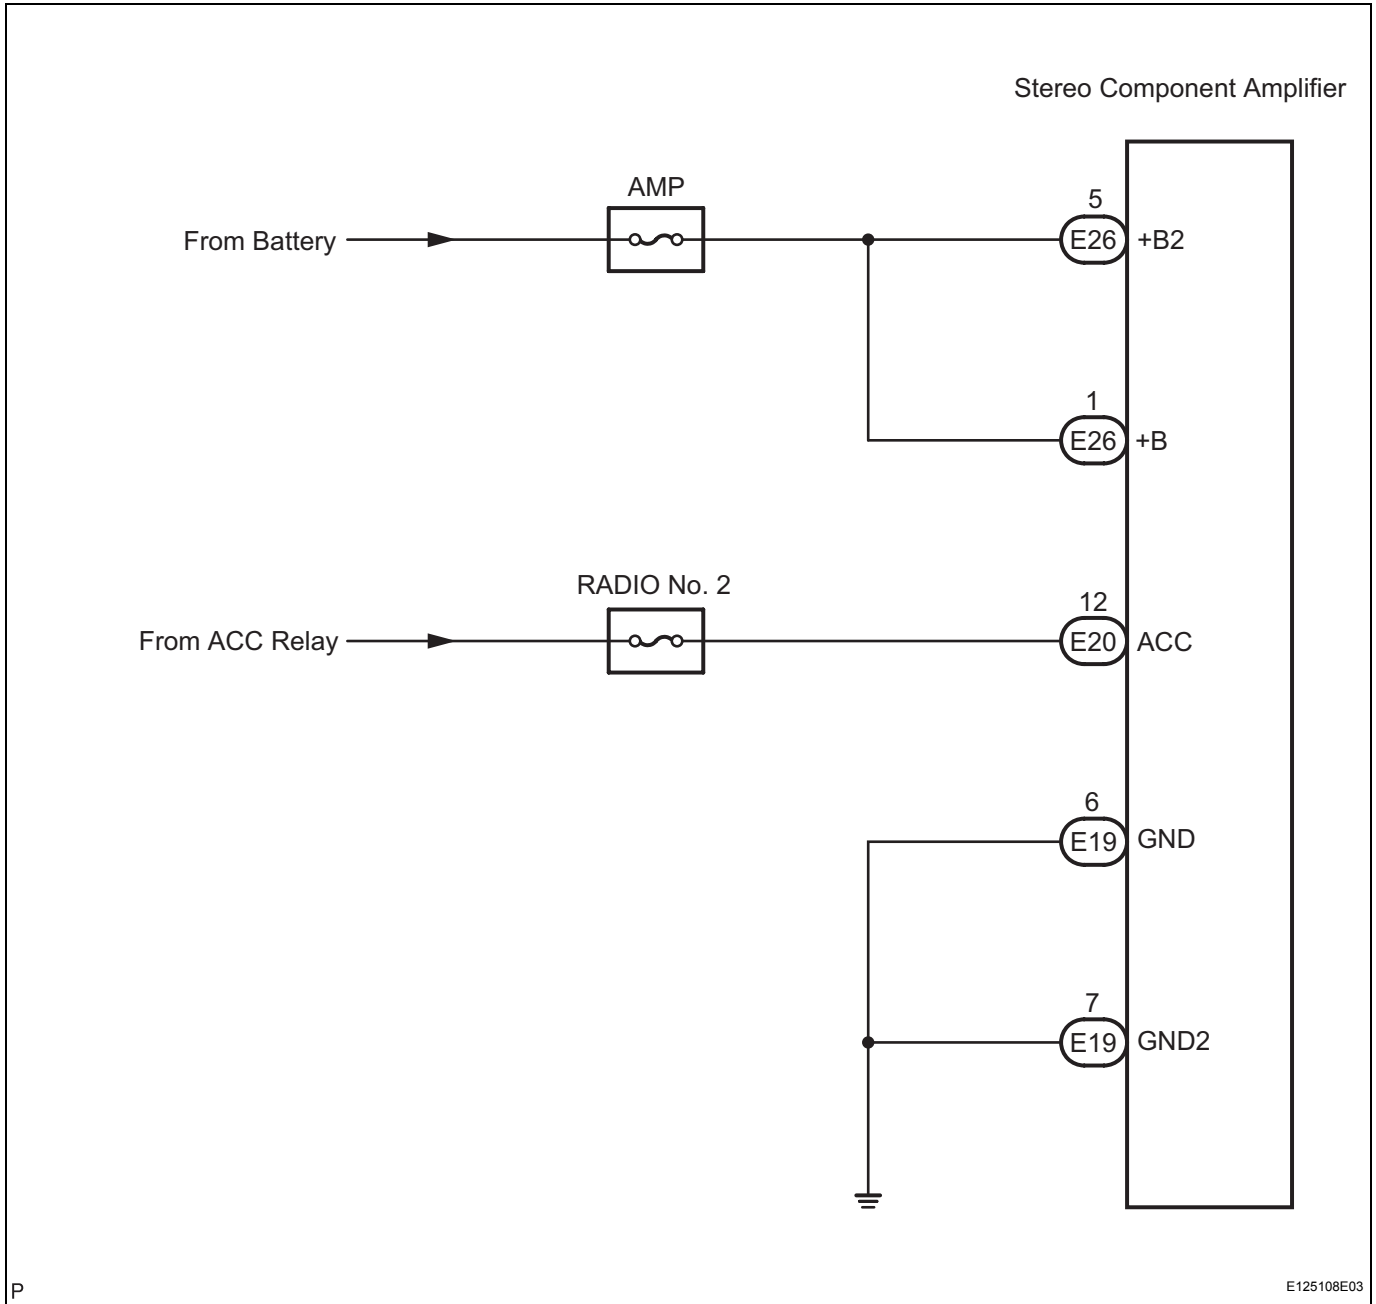 Stereo Component Amplifier
AMP
5
From Battery
E26
+B2
1
E26
+B
RADIO No. 2
12
From ACC Relay
E20
ACC
6
E19
GND
7
E19
GND2
P
E125108E03